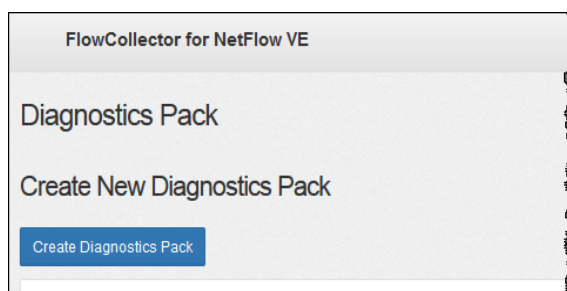 FlowCollector for NetFlow VE
Diagnostics Pack
Create New Diagnostics Pack
Create Diagnostics Pack